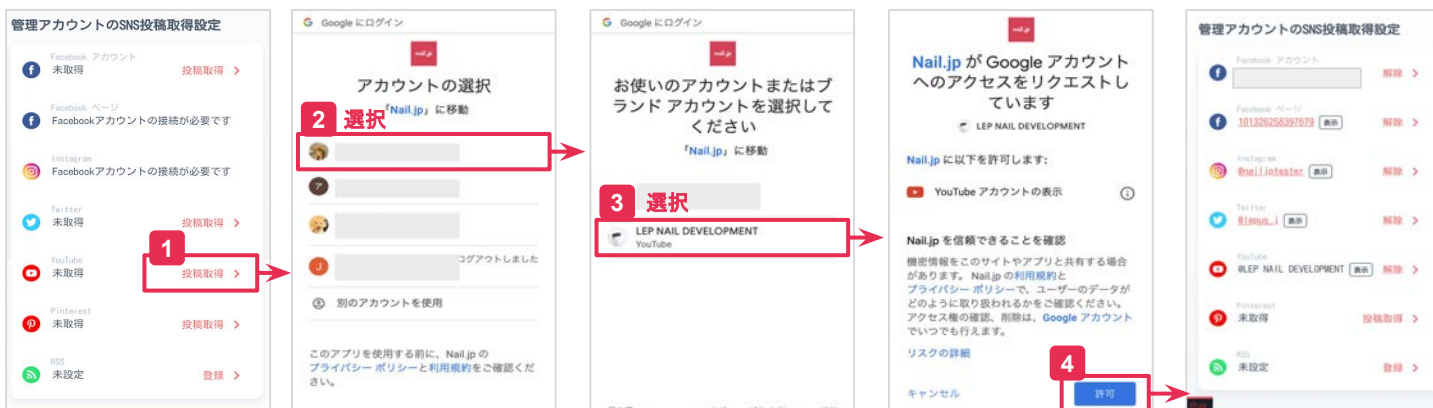 管理アカウントのSNS投稿取得設定
Facebook アカウント
未取得
投稿取得 >
Facebook ページ
Facebookアカウントの接続が必要です
Instagram
Facebookアカウントの接続が必要です
Twitter
未取得
投稿取得 >
1
YouTube
未取得
投稿取得 >
Pinterest
未取得
投稿取得 >
RSS
未設定
登録 >
G Google にログイン
nail.jp
アカウントの選択
「Nail.jp」に移動
2 選択
ア
J
ログアウトしました
別のアカウントを使用
このアプリを使用する前に、Nail.jp の
プライバシー ポリシーと利用規約をご確認くだ
さい。
G Google にログイン
nail.jp
お使いのアカウントまたはブ
ランド アカウントを選択して
ください
「Nail.jp」に移動
3 選択
LEP NAIL DEVELOPMENT
YouTube
nail.jp
Nail.jp が Google アカウント
へのアクセスをリクエストし
ています
LEP NAIL DEVELOPMENT
Nail.jp に以下を許可します:
YouTube アカウントの表示
Nail.jp を信頼できることを確認
機密情報をこのサイトやアプリと共有する場合
があります。 Nail.jp の利用規約と
プライバシー ポリシーで、ユーザーのデータが
どのように取り扱われるかをご確認ください。
アクセス権の確認、削除は、Google アカウント
でいつでも行えます。
リスクの詳細
4
キャンセル
許可
管理アカウントのSNS投稿取得設定
Facebook アカウント
解除 >
Facebook ページ
101326258397679 表示 解除 >
Instagram
@nailjptester 表示 解除 >
Twitter
表示 解除 >
YouTube
@LEP NAIL DEVELOPMENT 表示 解除 >
Pinterest
未取得
投稿取得 >
RSS
未設定
登録 >